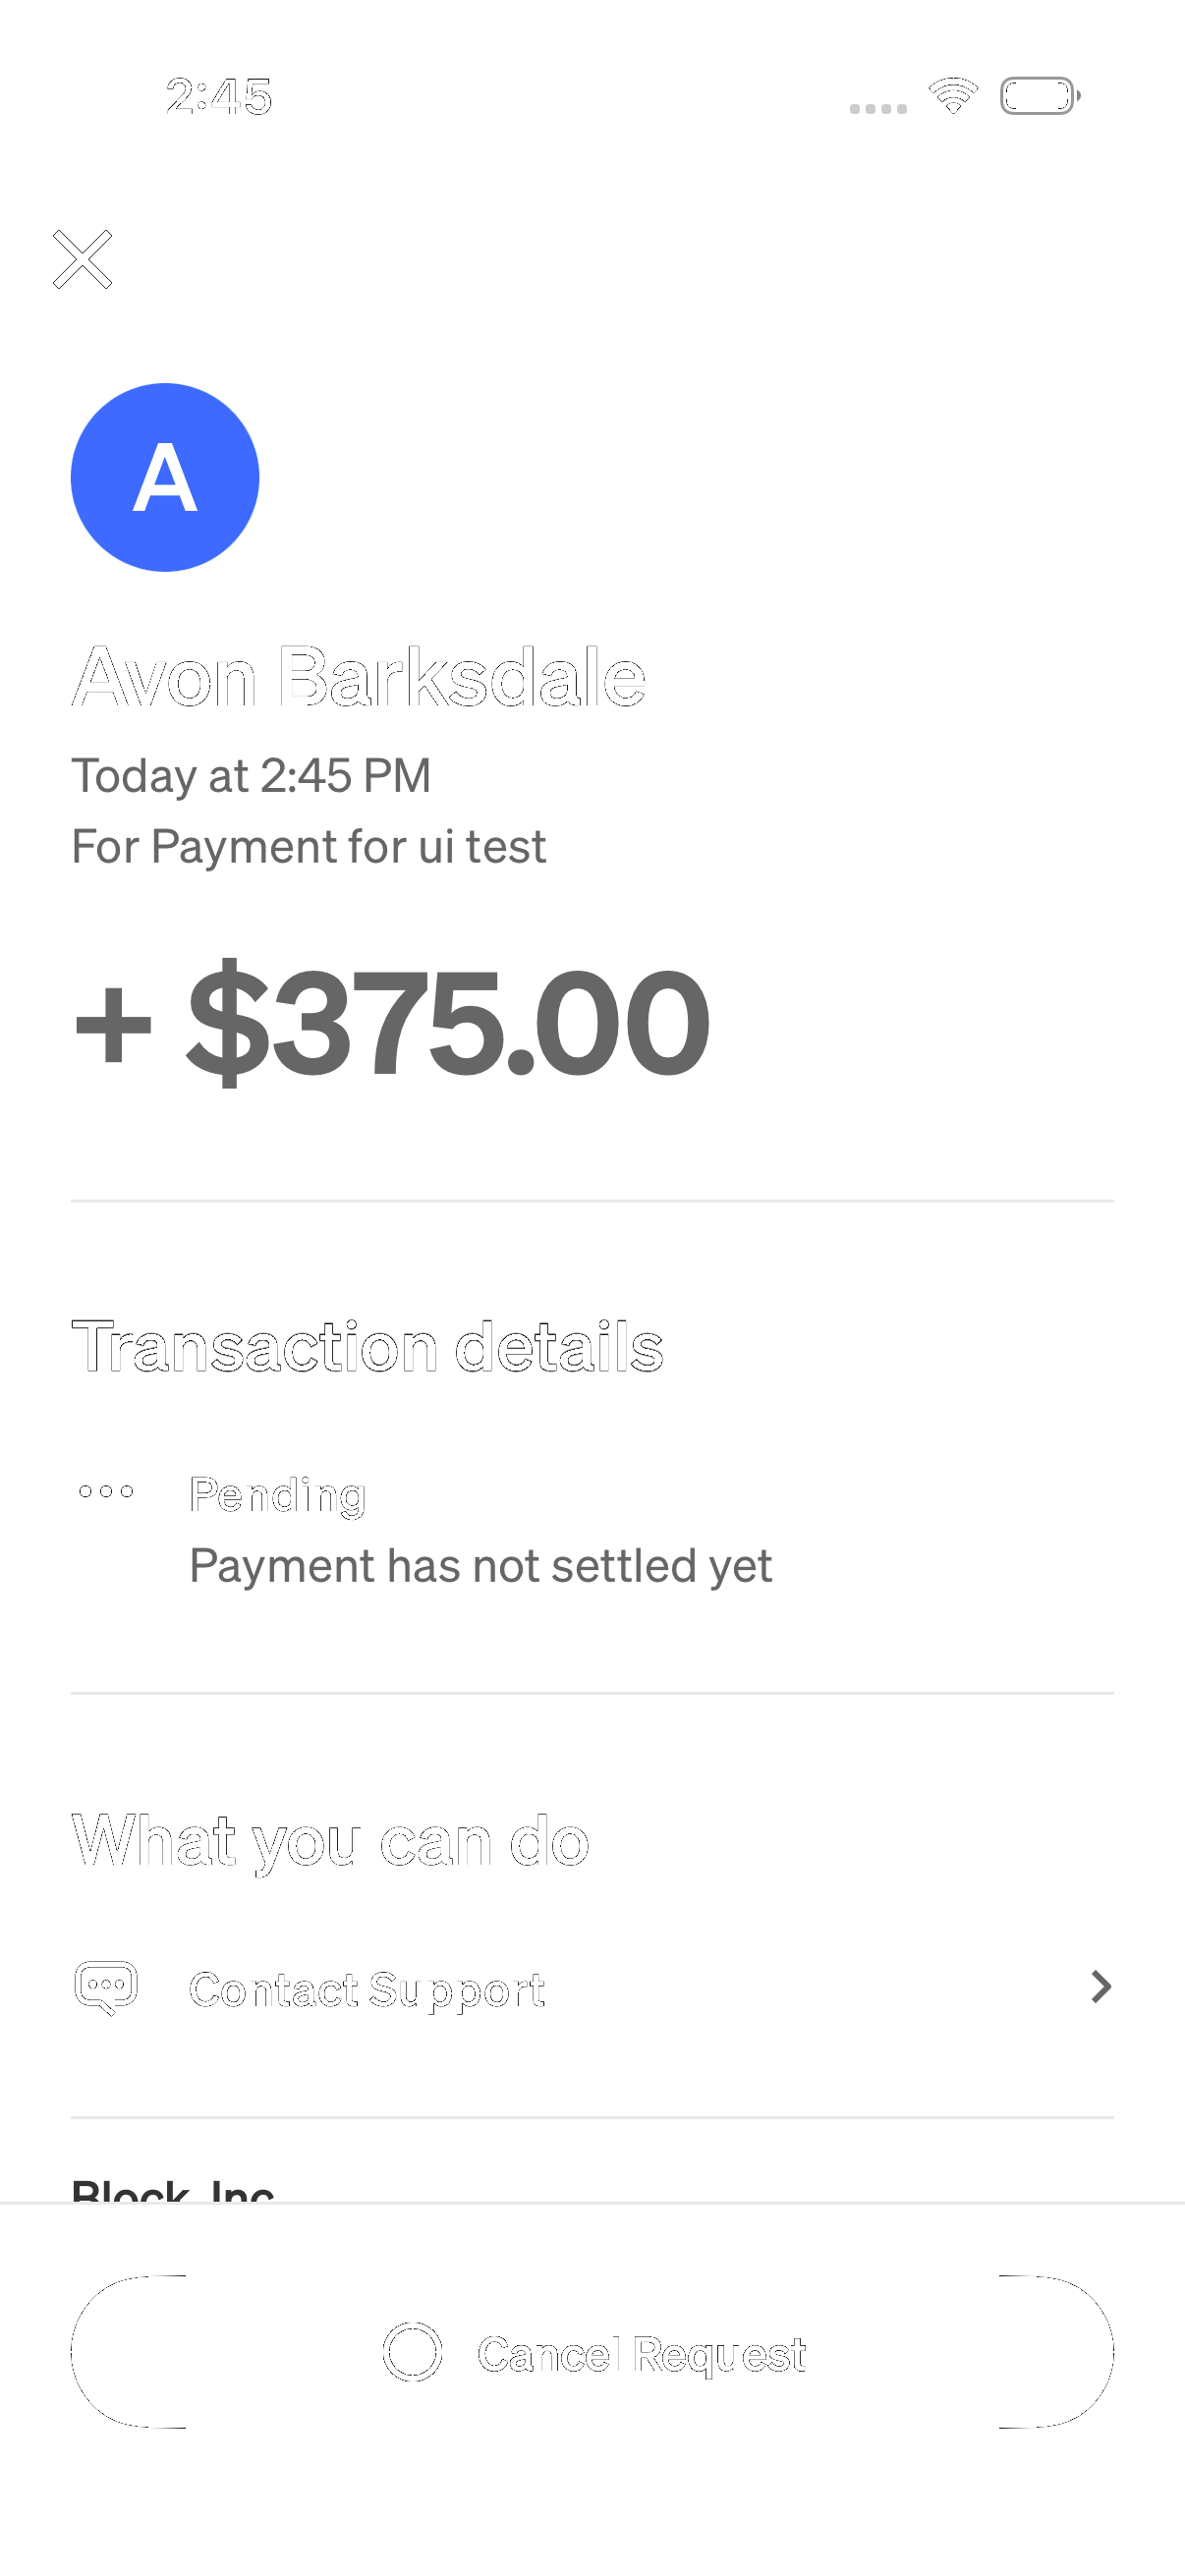 2:45
A
Avon Barksdale
Today at 2:45 PM
For Payment for ui test
+ $375.00
Transaction details
Pending
Payment has not settled yet
What you can do
Contact Support
Block, Inc
Cancel Request